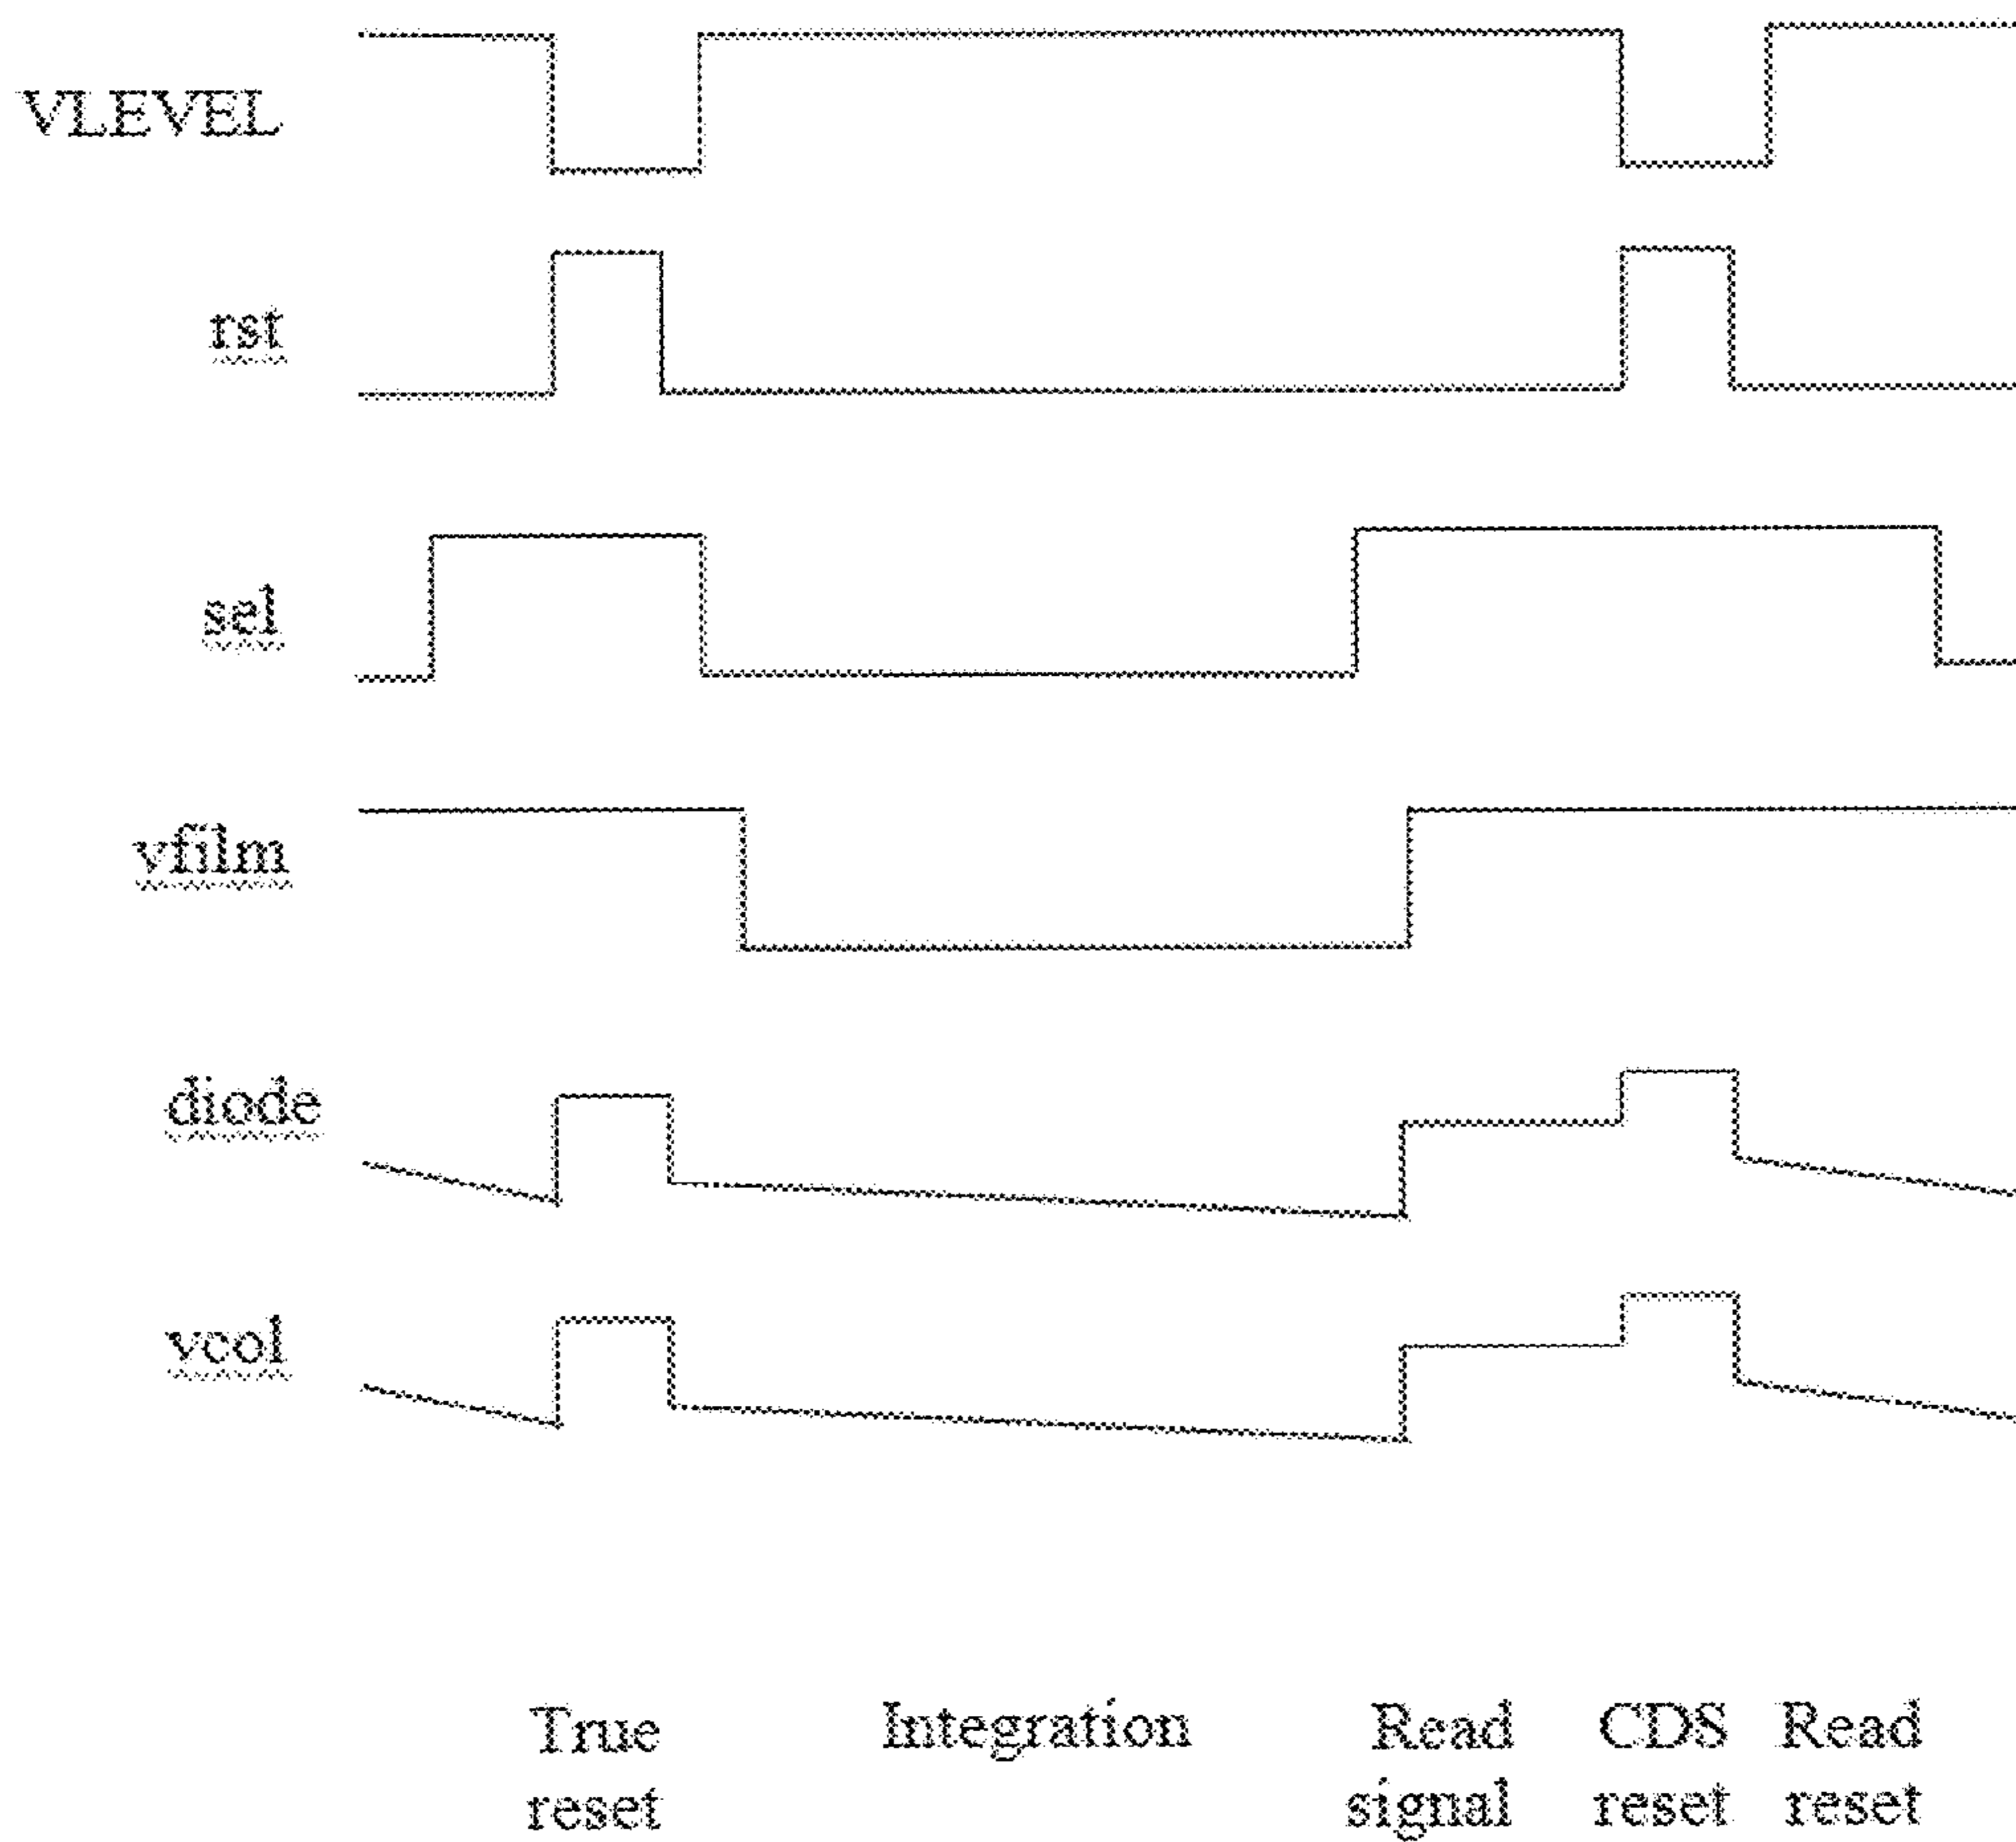 VLEVEL
rst
sel
vfilm
diode
vcol
True reset
Integration
Read signal
CDS reset
Read reset